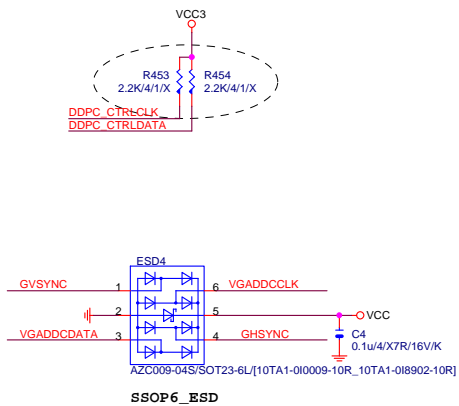 VCC3
R453 R454
2.2K/4/1/X 2.2K/4/1/X
DDPC_CTRLCLK
DDPC_CTRLDATA
ESD4
GVSYNC 1 6 VGADDCCLK
2 5 VCC
VGADDCDATA 3 4 GHSYNC
C4
0.1u/4/X7R/16V/K
AZC009-04S/SOT23-6L/[10TA1-0I0009-10R_10TA1-0I8902-10R]
SSOP6_ESD